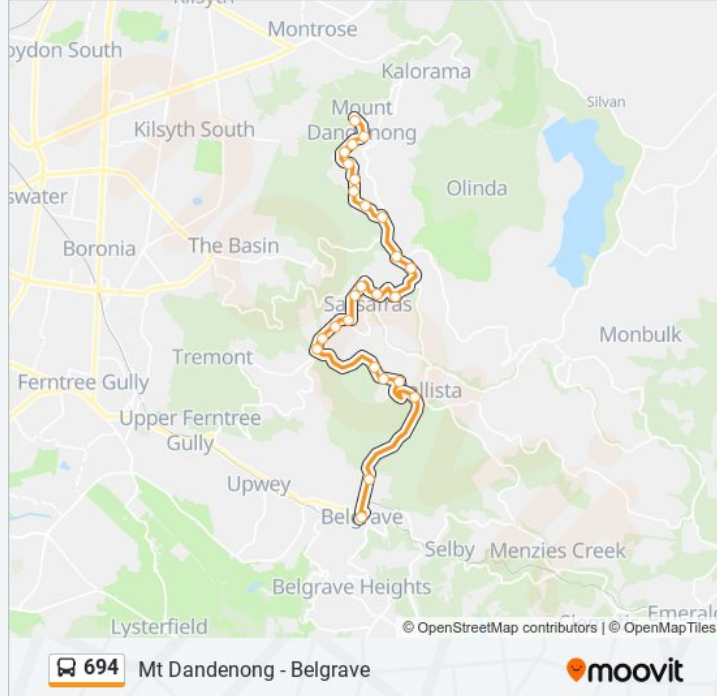 Kilsyth
Montrose
oydon South
Kalorama
Silvan
Mount
Dandenong
Kilsyth South
Olinda
swater
The Basin
Boronia
Sassafras
Monbulk
Tremont
Ferntree Gully
allista
Upper Ferntree
Gully
Upwey
Belgrave
Selby
Menzies Creek
Belgrave Heights
Emerald
Lysterfield
© OpenStreetMap contributors | © OpenMapTiles
694 Mt Dandenong - Belgrave
moovit